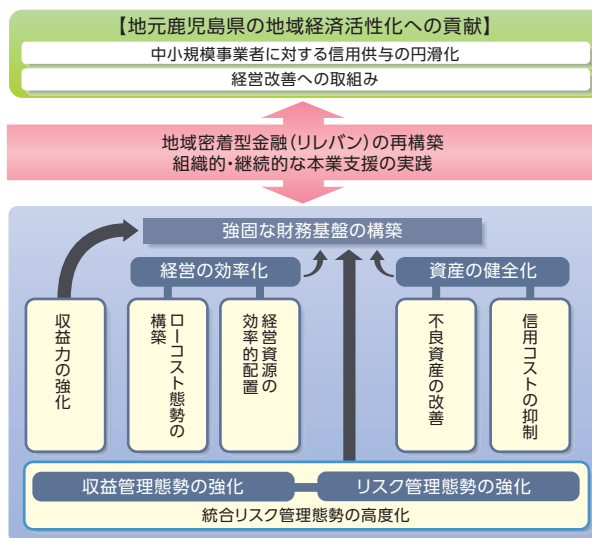 【地元鹿児島県の地域経済活性化への貢献】
中小規模事業者に対する信用供与の円滑化
経営改善への取組み
地域密着型金融(リレバン)の再構築
組織的・継続的な本業支援の実践
強固な財務基盤の構築
経営の効率化
資産の健全化
収益力の強化
ローコスト態勢の
構築
経営資源の
効率的配置
不良資産の改善
信用コストの抑制
収益管理態勢の強化
リスク管理態勢の強化
統合リスク管理態勢の高度化